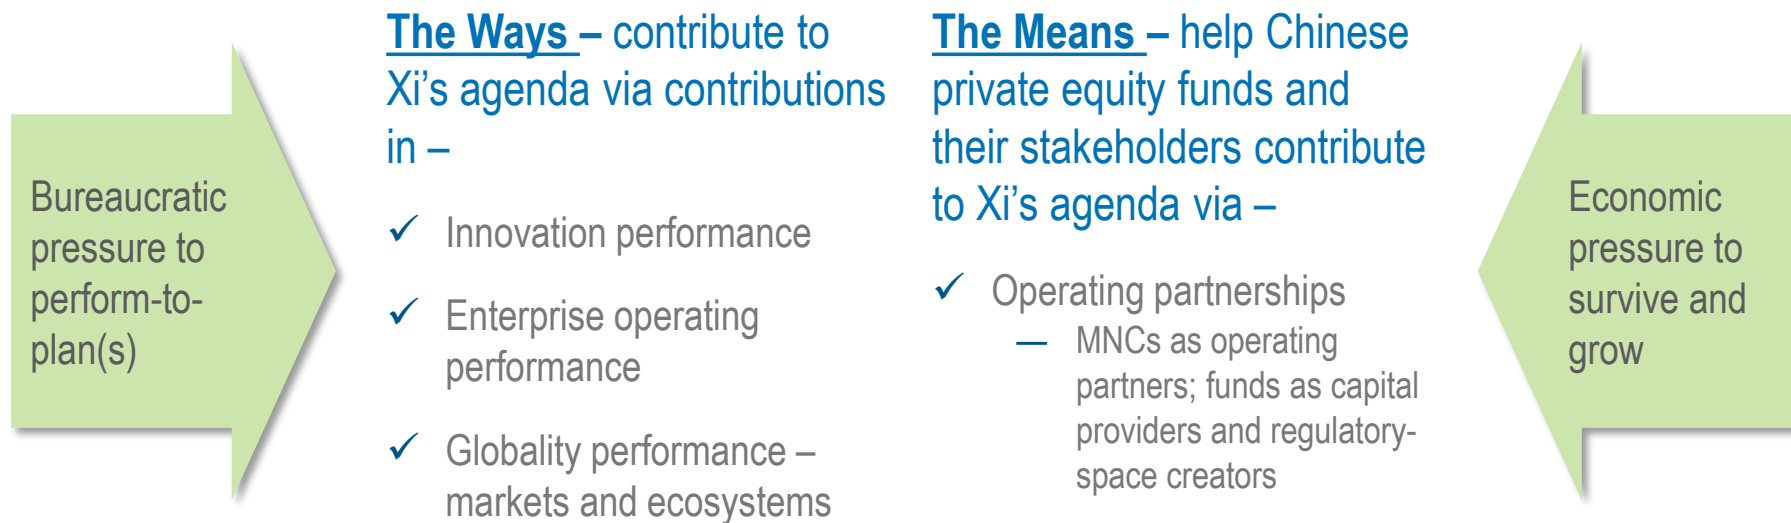 Bureaucratic
pressure to
perform-to-
plan(s)
The Ways – contribute to
Xi’s agenda via contributions
in –
✓ Innovation performance
✓ Enterprise operating
performance
✓ Globality performance –
markets and ecosystems
The Means – help Chinese
private equity funds and
their stakeholders contribute
to Xi’s agenda via –
✓ Operating partnerships
— MNCs as operating
partners; funds as capital
providers and regulatory-
space creators
Economic
pressure to
survive and
grow